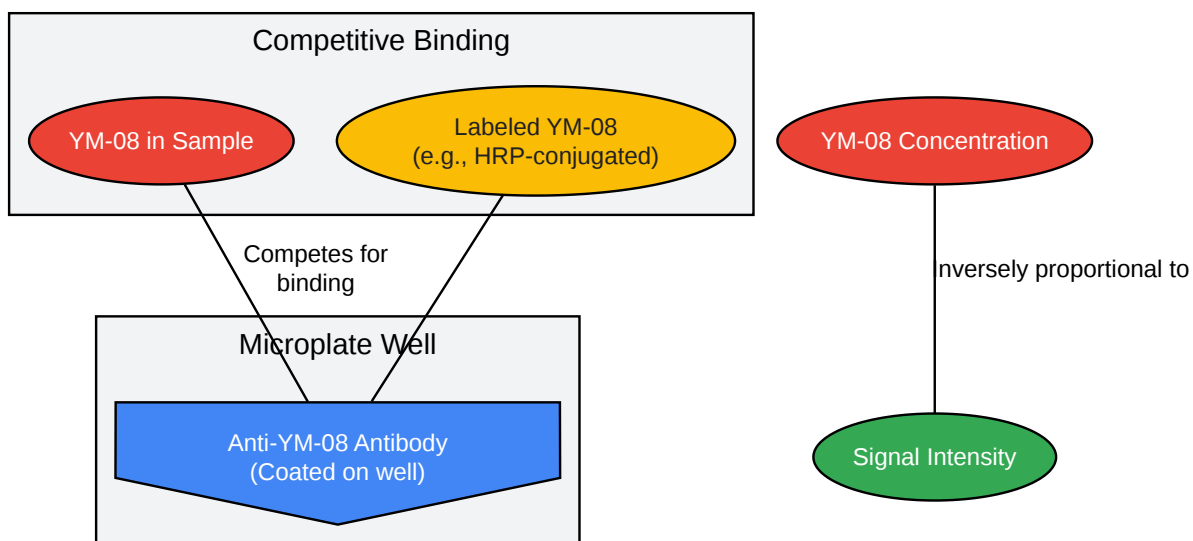 Competitive Binding
YM-08 in Sample
Labeled YM-08
(e.g., HRP-conjugated)
YM-08 Concentration
Competes for
binding
Inversely proportional to
Microplate Well
Anti-YM-08 Antibody
(Coated on well)
Signal Intensity